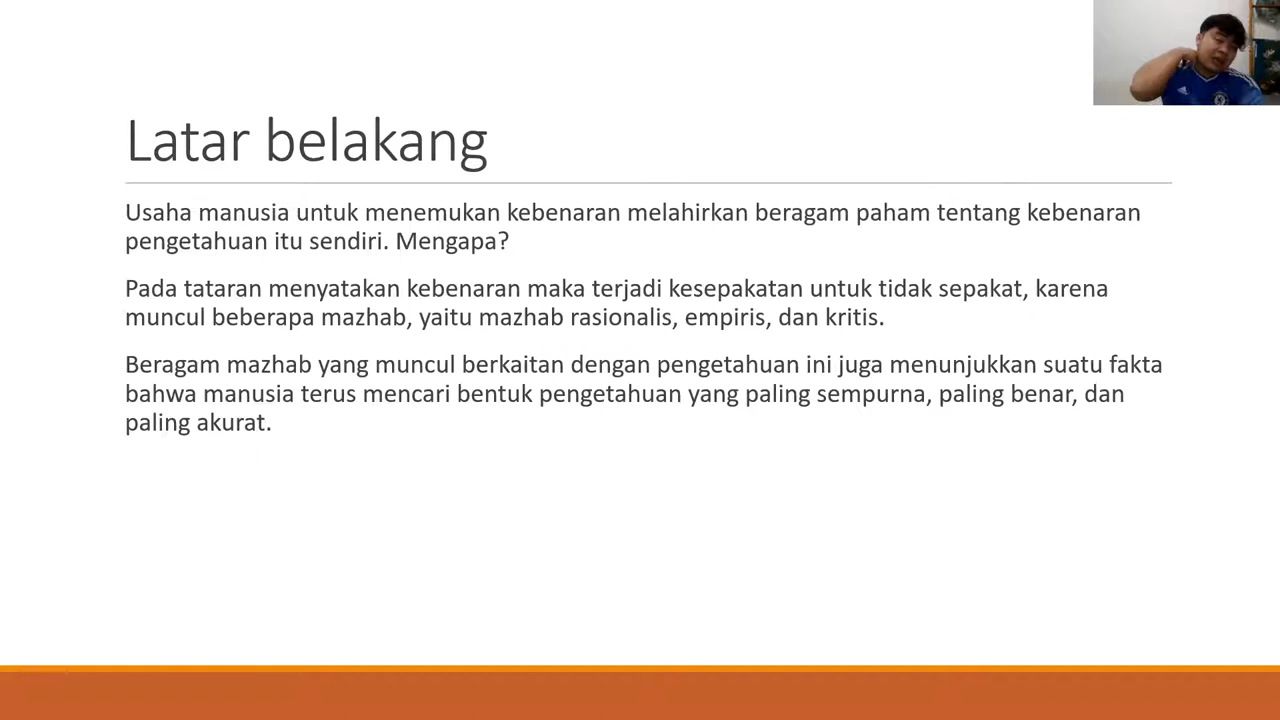 Latar belakang
Usaha manusia untuk menemukan kebenaran melahirkan beragam paham tentang kebenaran
pengetahuan itu sendiri. Mengapa?
Pada tataran menyatakan kebenaran maka terjadi kesepakatan untuk tidak sepakat, karena
muncul beberapa mazhab, yaitu mazhab rasionalis, empiris, dan kritis.
Beragam mazhab yang muncul berkaitan dengan pengetahuan ini juga menunjukkan suatu fakta
bahwa manusia terus mencari bentuk pengetahuan yang paling sempurna, paling benar, dan
paling akurat.